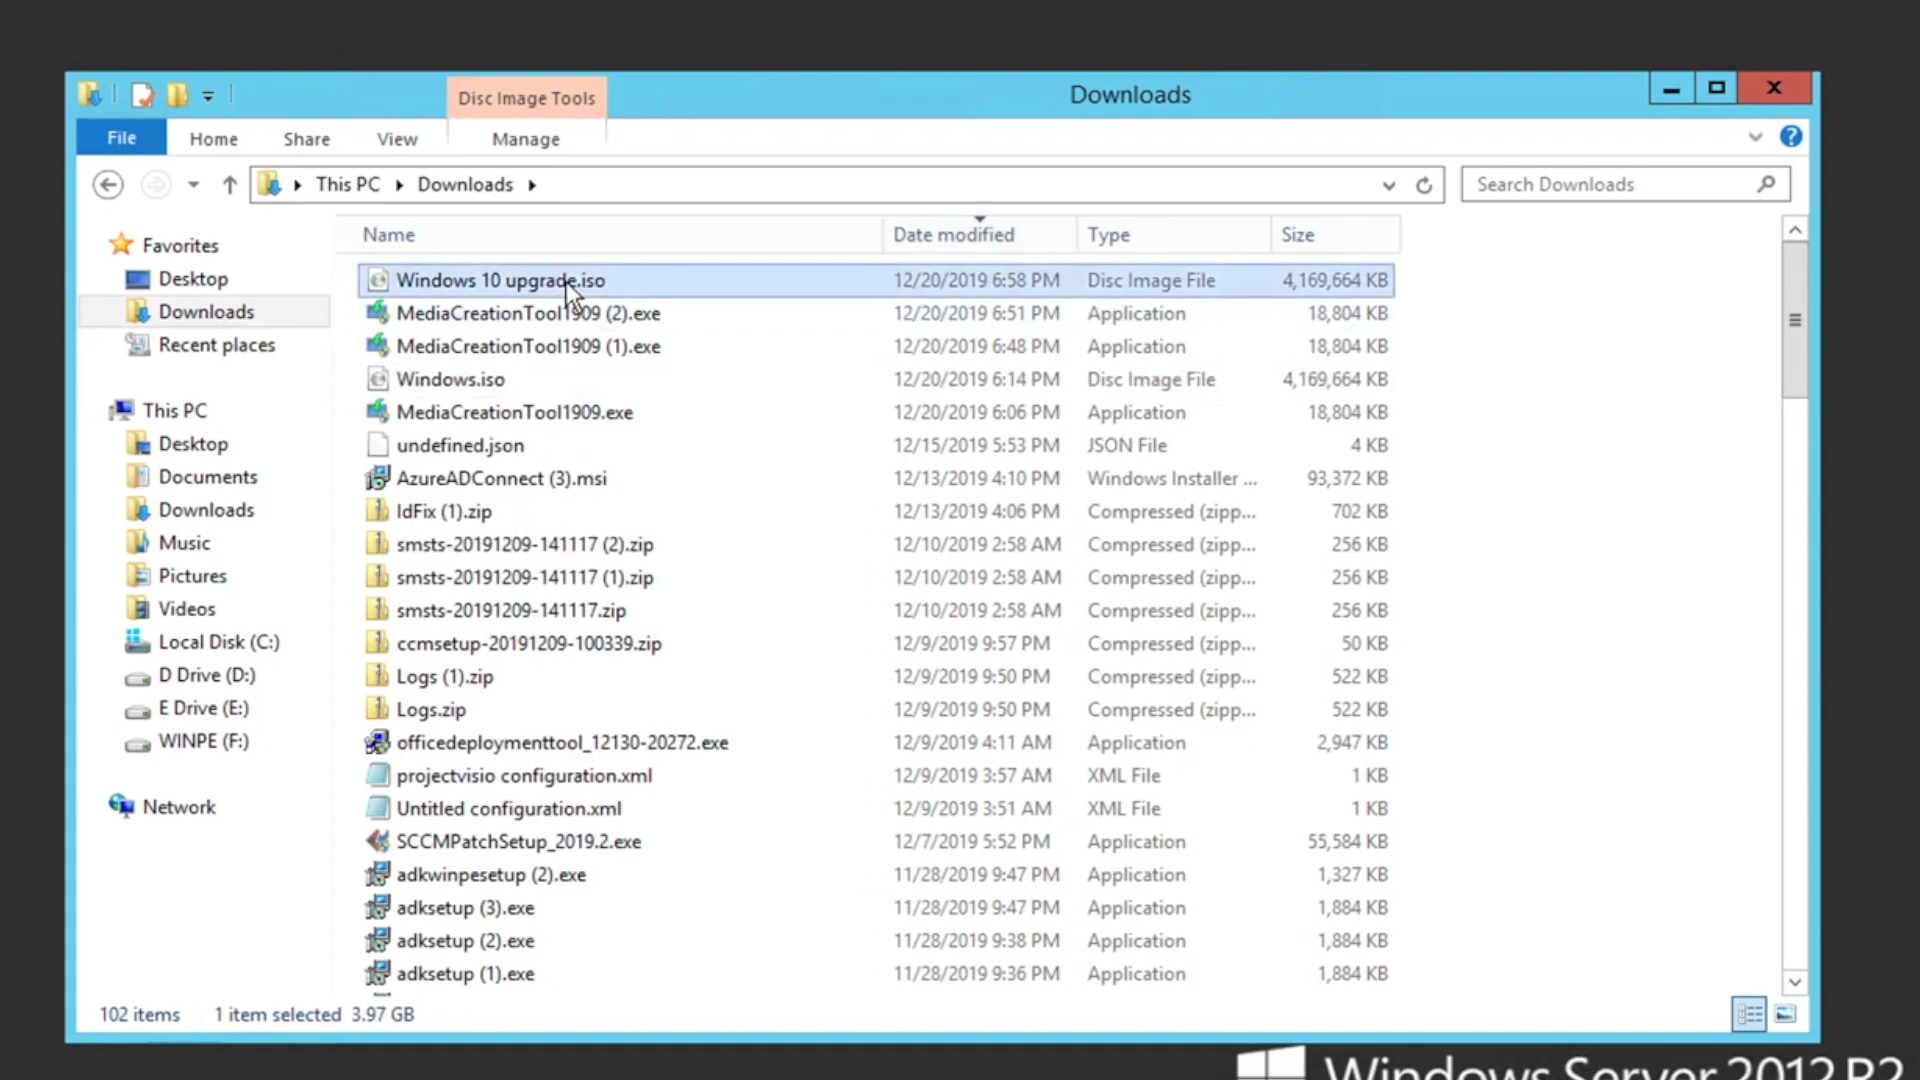 Disc Image Tools
Downloads
File
Home
Share
View
Manage
This PC
Downloads
Search Downloads
Name
Date modified
Type
Size
Favorites
Desktop
Downloads
Recent places
This PC
Desktop
Documents
Downloads
Music
Pictures
Videos
Local Disk (C:)
D Drive (D:)
E Drive (E:)
WINPE (F:)
Network
Windows 10 upgrade.iso 12/20/2019 6:58 PM Disc Image File 4,169,664 KB
MediaCreationTool1909 (2).exe 12/20/2019 6:51 PM Application 18,804 KB
MediaCreationTool1909 (1).exe 12/20/2019 6:48 PM Application 18,804 KB
Windows.iso 12/20/2019 6:14 PM Disc Image File 4,169,664 KB
MediaCreationTool1909.exe 12/20/2019 6:06 PM Application 18,804 KB
undefined.json 12/15/2019 5:53 PM JSON File 4 KB
AzureADConnect (3).msi 12/13/2019 4:10 PM Windows Installer ... 93,372 KB
IdFix (1).zip 12/13/2019 4:06 PM Compressed (zipp... 702 KB
smsts-20191209-141117 (2).zip 12/10/2019 2:58 AM Compressed (zipp... 256 KB
smsts-20191209-141117 (1).zip 12/10/2019 2:58 AM Compressed (zipp... 256 KB
smsts-20191209-141117.zip 12/10/2019 2:58 AM Compressed (zipp... 256 KB
ccmsetup-20191209-100339.zip 12/9/2019 9:57 PM Compressed (zipp... 50 KB
Logs (1).zip 12/9/2019 9:50 PM Compressed (zipp... 522 KB
Logs.zip 12/9/2019 9:50 PM Compressed (zipp... 522 KB
officedeploymenttool_12130-20272.exe 12/9/2019 4:11 AM Application 2,947 KB
projectvisio configuration.xml 12/9/2019 3:57 AM XML File 1 KB
Untitled configuration.xml 12/9/2019 3:51 AM XML File 1 KB
SCCMPatchSetup_2019.2.exe 12/7/2019 5:52 PM Application 55,584 KB
adkwinpesetup (2).exe 11/28/2019 9:47 PM Application 1,327 KB
adksetup (3).exe 11/28/2019 9:47 PM Application 1,884 KB
adksetup (2).exe 11/28/2019 9:38 PM Application 1,884 KB
adksetup (1).exe 11/28/2019 9:36 PM Application 1,884 KB
102 items 1 item selected 3.97 GB
Windows Server 2012 R2